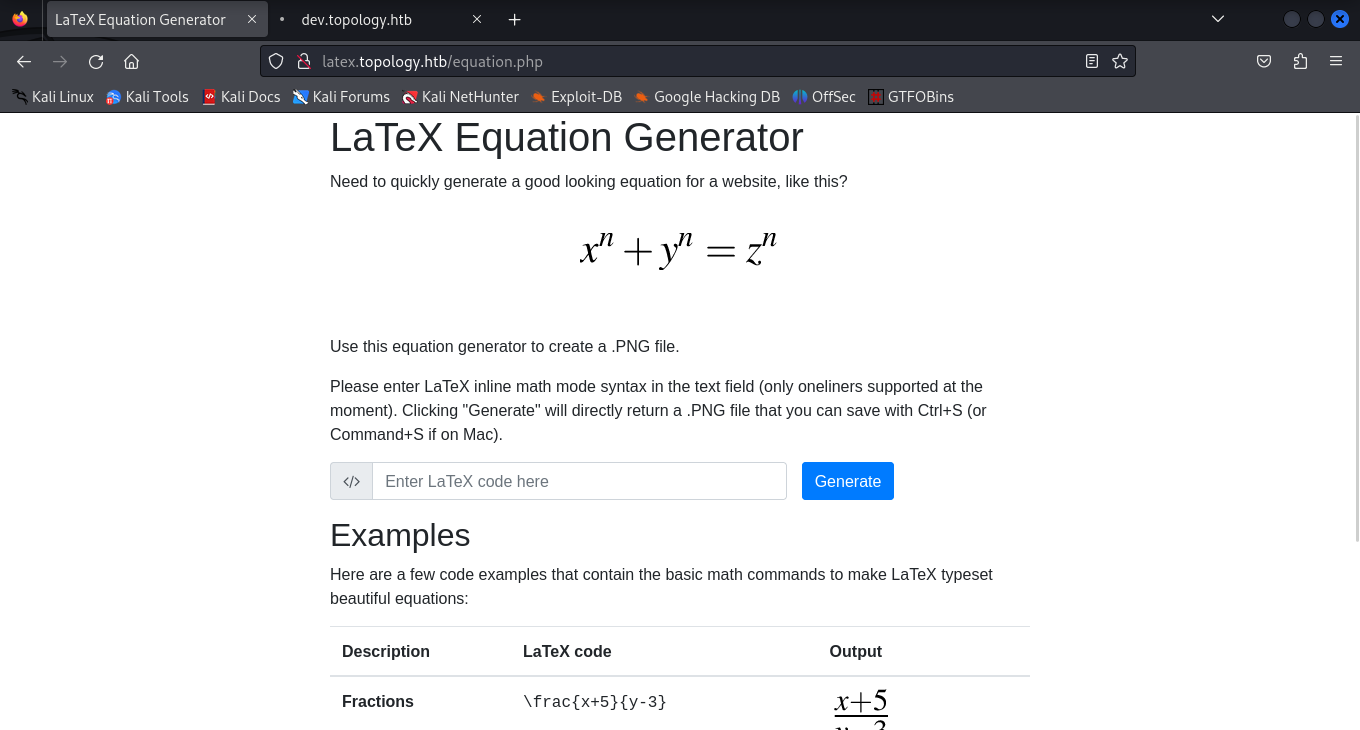 LaTeX Equation Generator
dev.topology.htb
latex.topology.htb/equation.php
Kali Linux Kali Tools Kali Docs Kali Forums Kali NetHunter Exploit-DB Google Hacking DB OffSec GTFOBins
LaTeX Equation Generator
Need to quickly generate a good looking equation for a website, like this?
xⁿ + yⁿ = zⁿ
Use this equation generator to create a .PNG file.
Please enter LaTeX inline math mode syntax in the text field (only oneliners supported at the
moment). Clicking "Generate" will directly return a .PNG file that you can save with Ctrl+S (or
Command+S if on Mac).
</> Enter LaTeX code here Generate
Examples
Here are a few code examples that contain the basic math commands to make LaTeX typeset
beautiful equations:
Description LaTeX code Output
Fractions \frac{x+5}{y-3} x+5